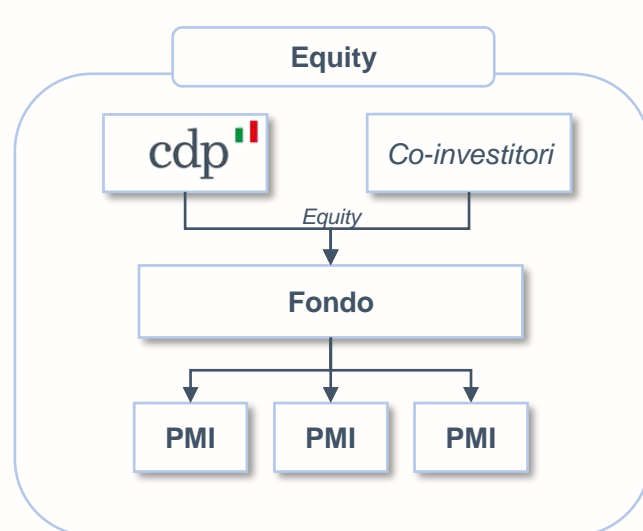 Equity
cdp
Co-investitori
Equity
Fondo
PMI
PMI
PMI